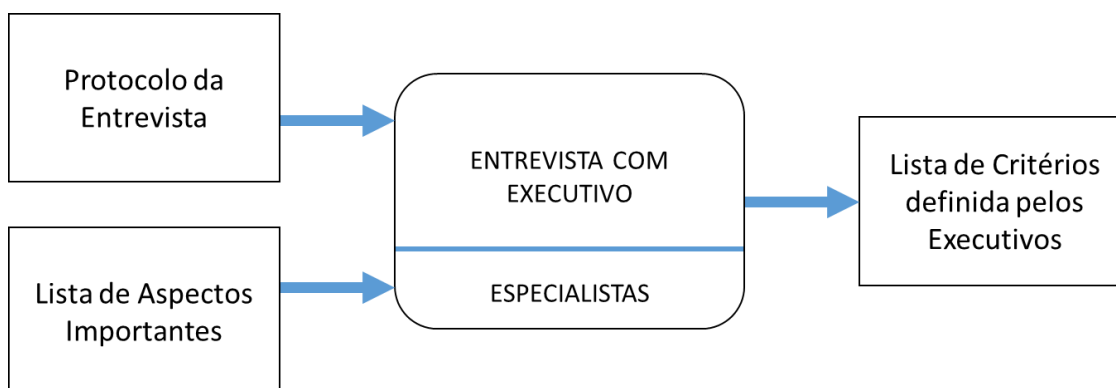 Protocolo da
Entrevista
Lista de Aspectos
Importantes
ENTREVISTA COM
EXECUTIVO
ESPECIALISTAS
Lista de Critérios
definida pelos
Executivos